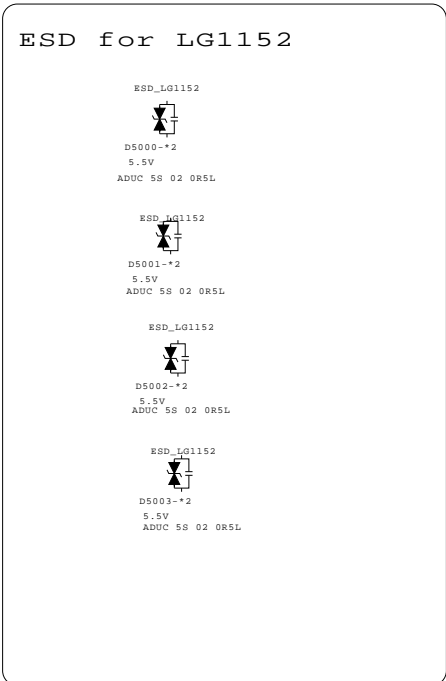 ESD for LG1152
ESD_LG1152
D5000-*2
5.5V
ADUC 5S 02 0R5L
ESD_LG1152
D5001-*2
5.5V
ADUC 5S 02 0R5L
ESD_LG1152
D5002-*2
5.5V
ADUC 5S 02 0R5L
ESD_LG1152
D5003-*2
5.5V
ADUC 5S 02 0R5L